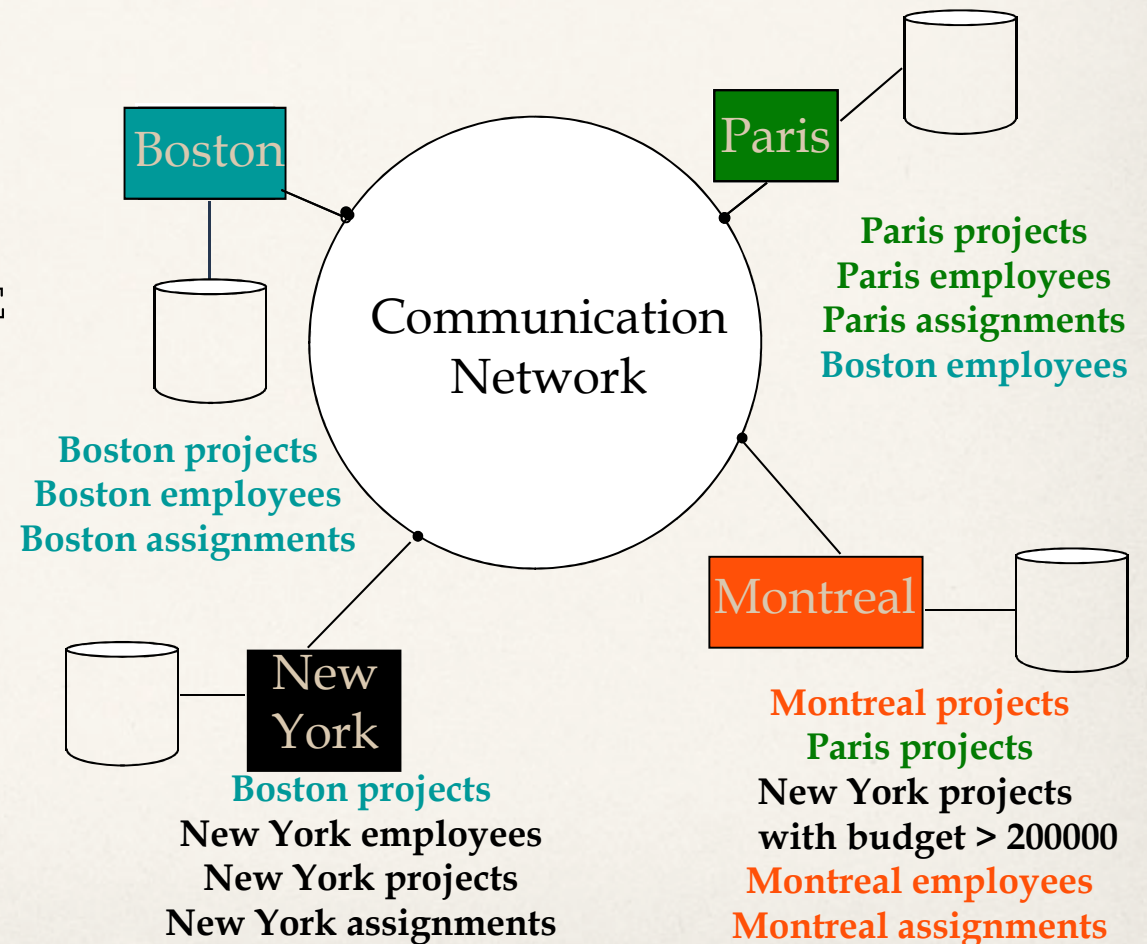 Boston
Paris
Communication
Network
Paris projects
Paris employees
Paris assignments
Boston employees
Boston projects
Boston employees
Boston assignments
Montreal
New
York
Boston projects
New York employees
New York projects
New York assignments
Montreal projects
Paris projects
New York projects
with budget > 200000
Montreal employees
Montreal assignments